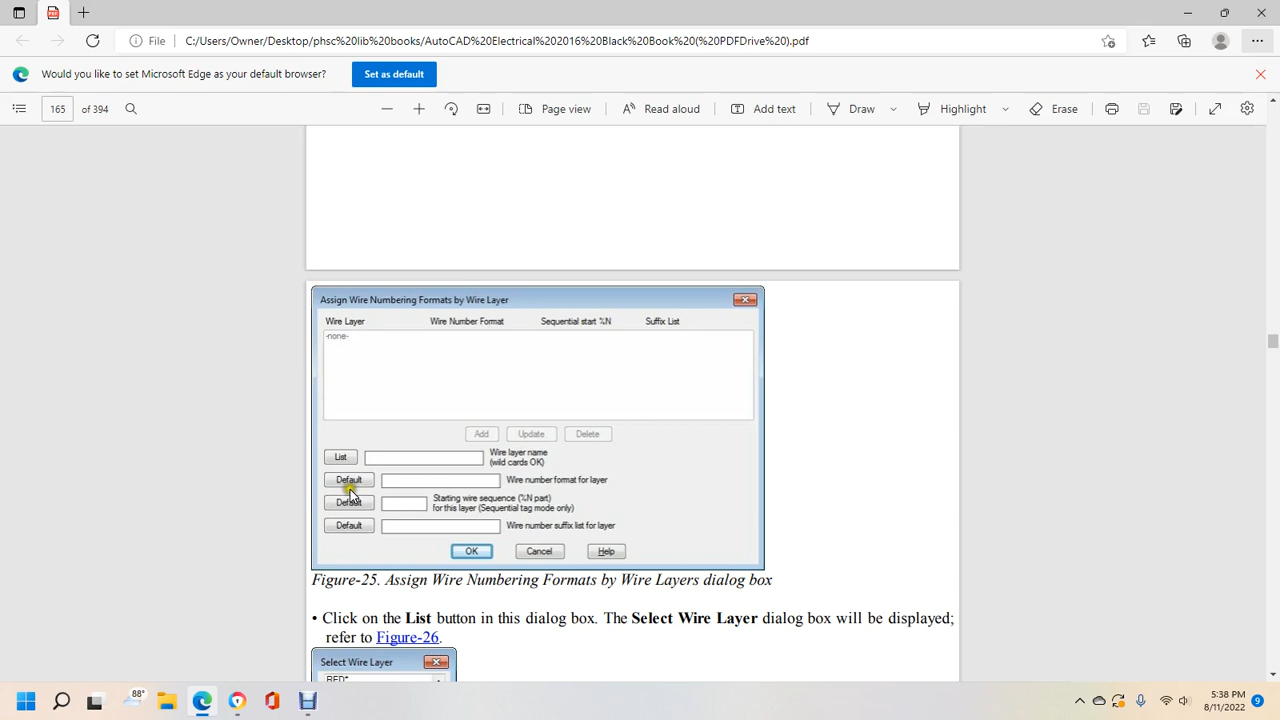 File
C:/Users/Owner/Desktop/phsc%20lib%20books/AutoCAD%20Electrical%202016%20Black%20Book%20(%20PDFDrive%20).pdf
Would you like to set Microsoft Edge as your default browser?
Set as default
165 of 394
Page view
Read aloud
Add text
Draw
Highlight
Erase
Assign Wire Numbering Formats by Wire Layer
Wire Layer Wire Number Format Sequential start %N Suffix List
-none-
Add Update Delete
List
Wire layer name
(wild cards OK)
Default
Wire number format for layer
Default
Starting wire sequence (%N part)
for this layer (Sequential tag mode only)
Default
Wire number suffix list for layer
OK Cancel Help
Figure-25. Assign Wire Numbering Formats by Wire Layers dialog box
• Click on the List button in this dialog box. The Select Wire Layer dialog box will be displayed;
refer to Figure-26.
Select Wire Layer
RED*
88°
5:38 PM
8/11/2022
9